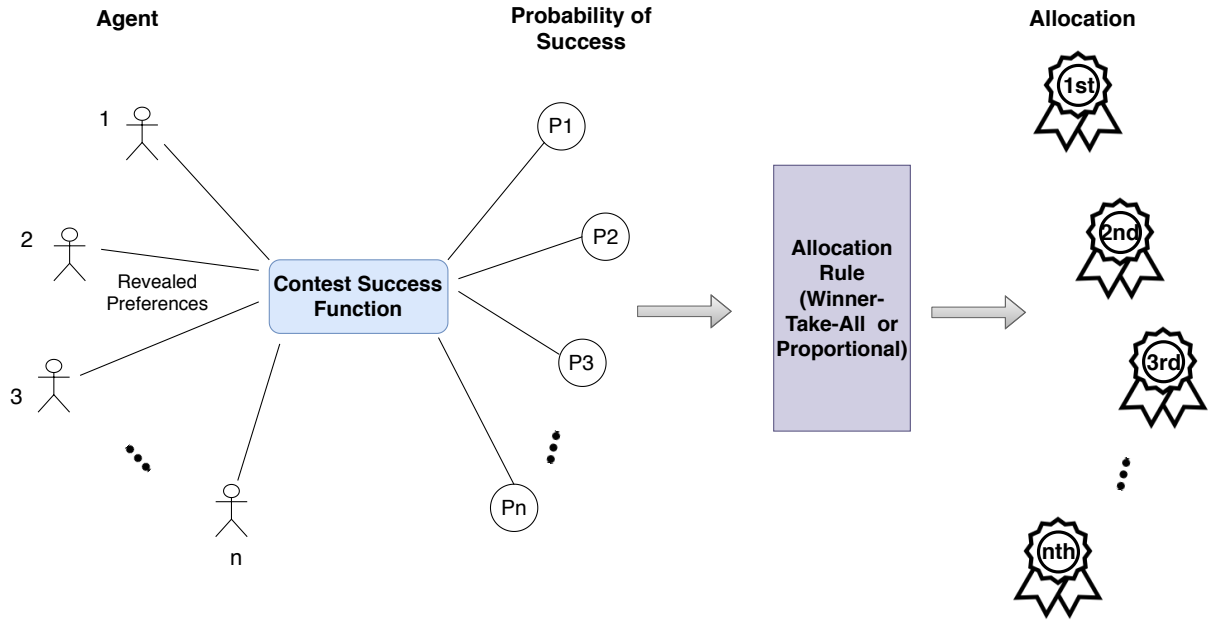 Agent
Probability of
Success
Allocation
1
2
3
n
Revealed
Preferences
Contest Success
Function
P1
P2
P3
Pn
Allocation
Rule
(Winner-
Take-All or
Proportional)
1st
2nd
3rd
nth